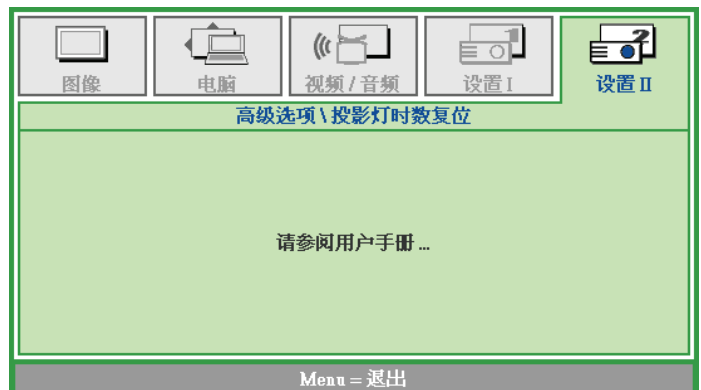 图像
电脑
视频 / 音频
设置 I
设置 II
高级选项 \ 投影灯时数复位
请参阅用户手册 ...
Menu = 退出